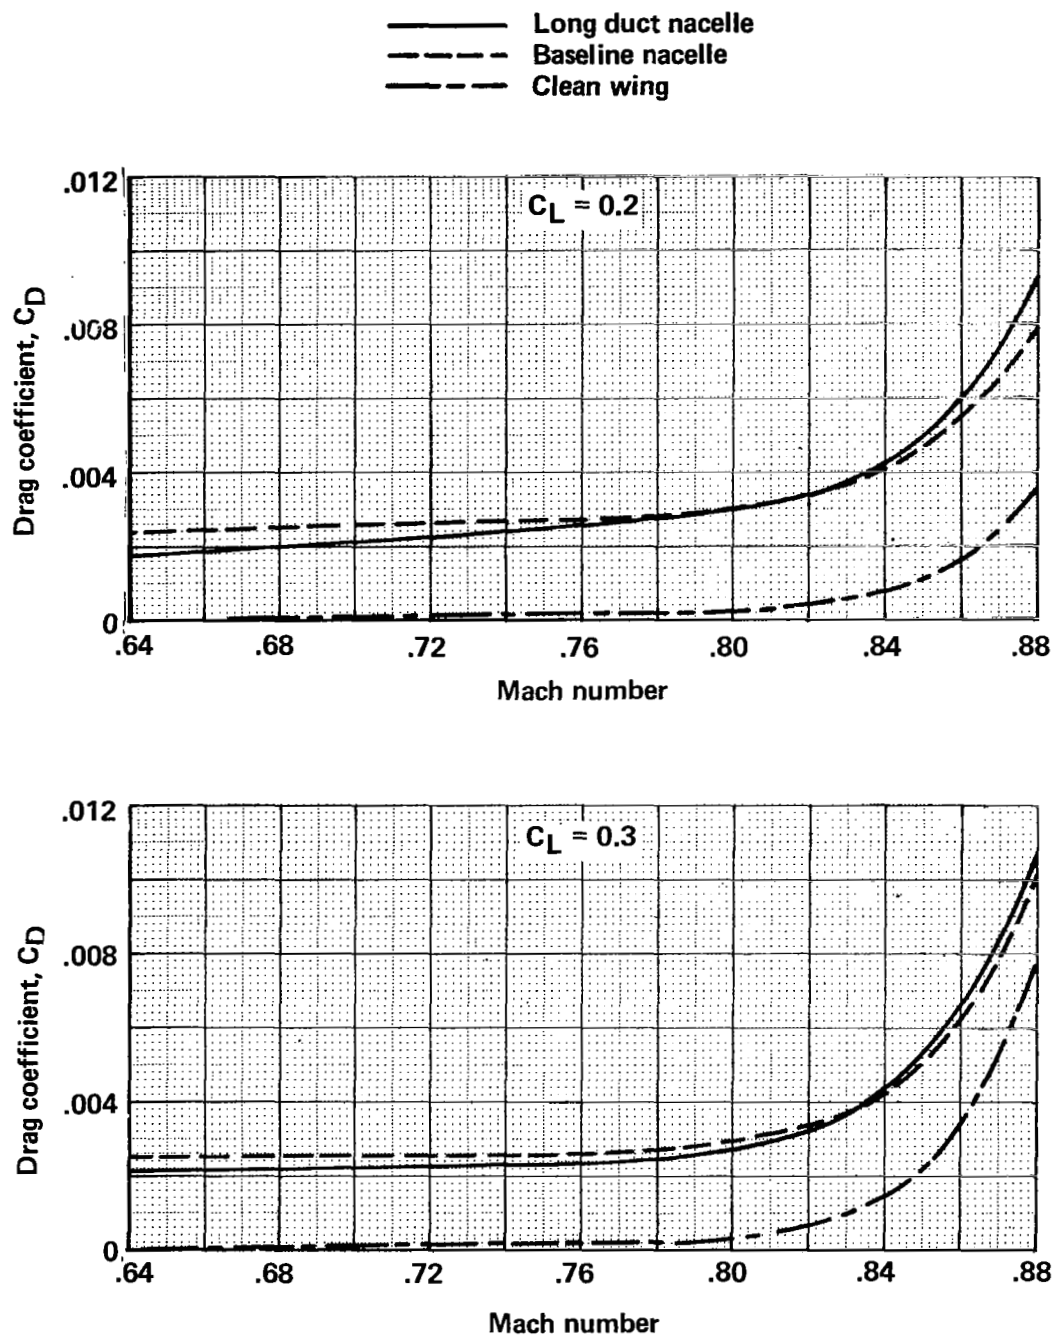 Long duct nacelle
Baseline nacelle
Clean wing
.012
C_L = 0.2
.008
.004
0
Drag coefficient, C_D
.64 .68 .72 .76 .80 .84 .88
Mach number
.012
C_L = 0.3
.008
.004
0
Drag coefficient, C_D
.64 .68 .72 .76 .80 .84 .88
Mach number